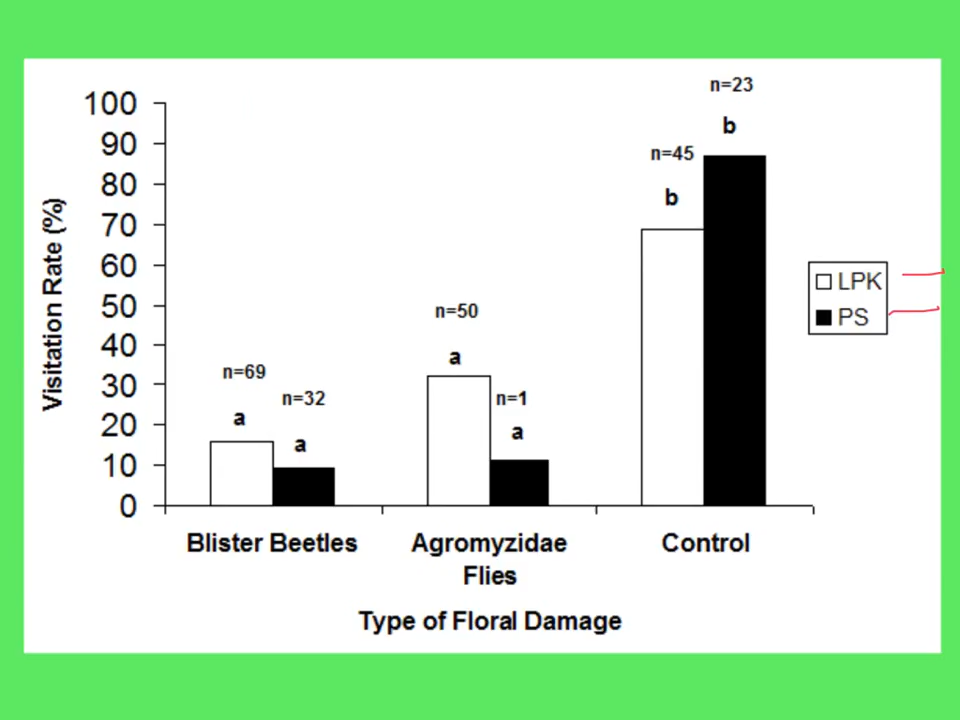 n=23
100
90
b
80
n=45
70
b
60
50
40
30
20
10
0
Visitation Rate (%)
n=50
a
n=69
n=32
n=1
a
a
a
LPK
PS
Blister Beetles
Agromyzidae
Flies
Control
Type of Floral Damage